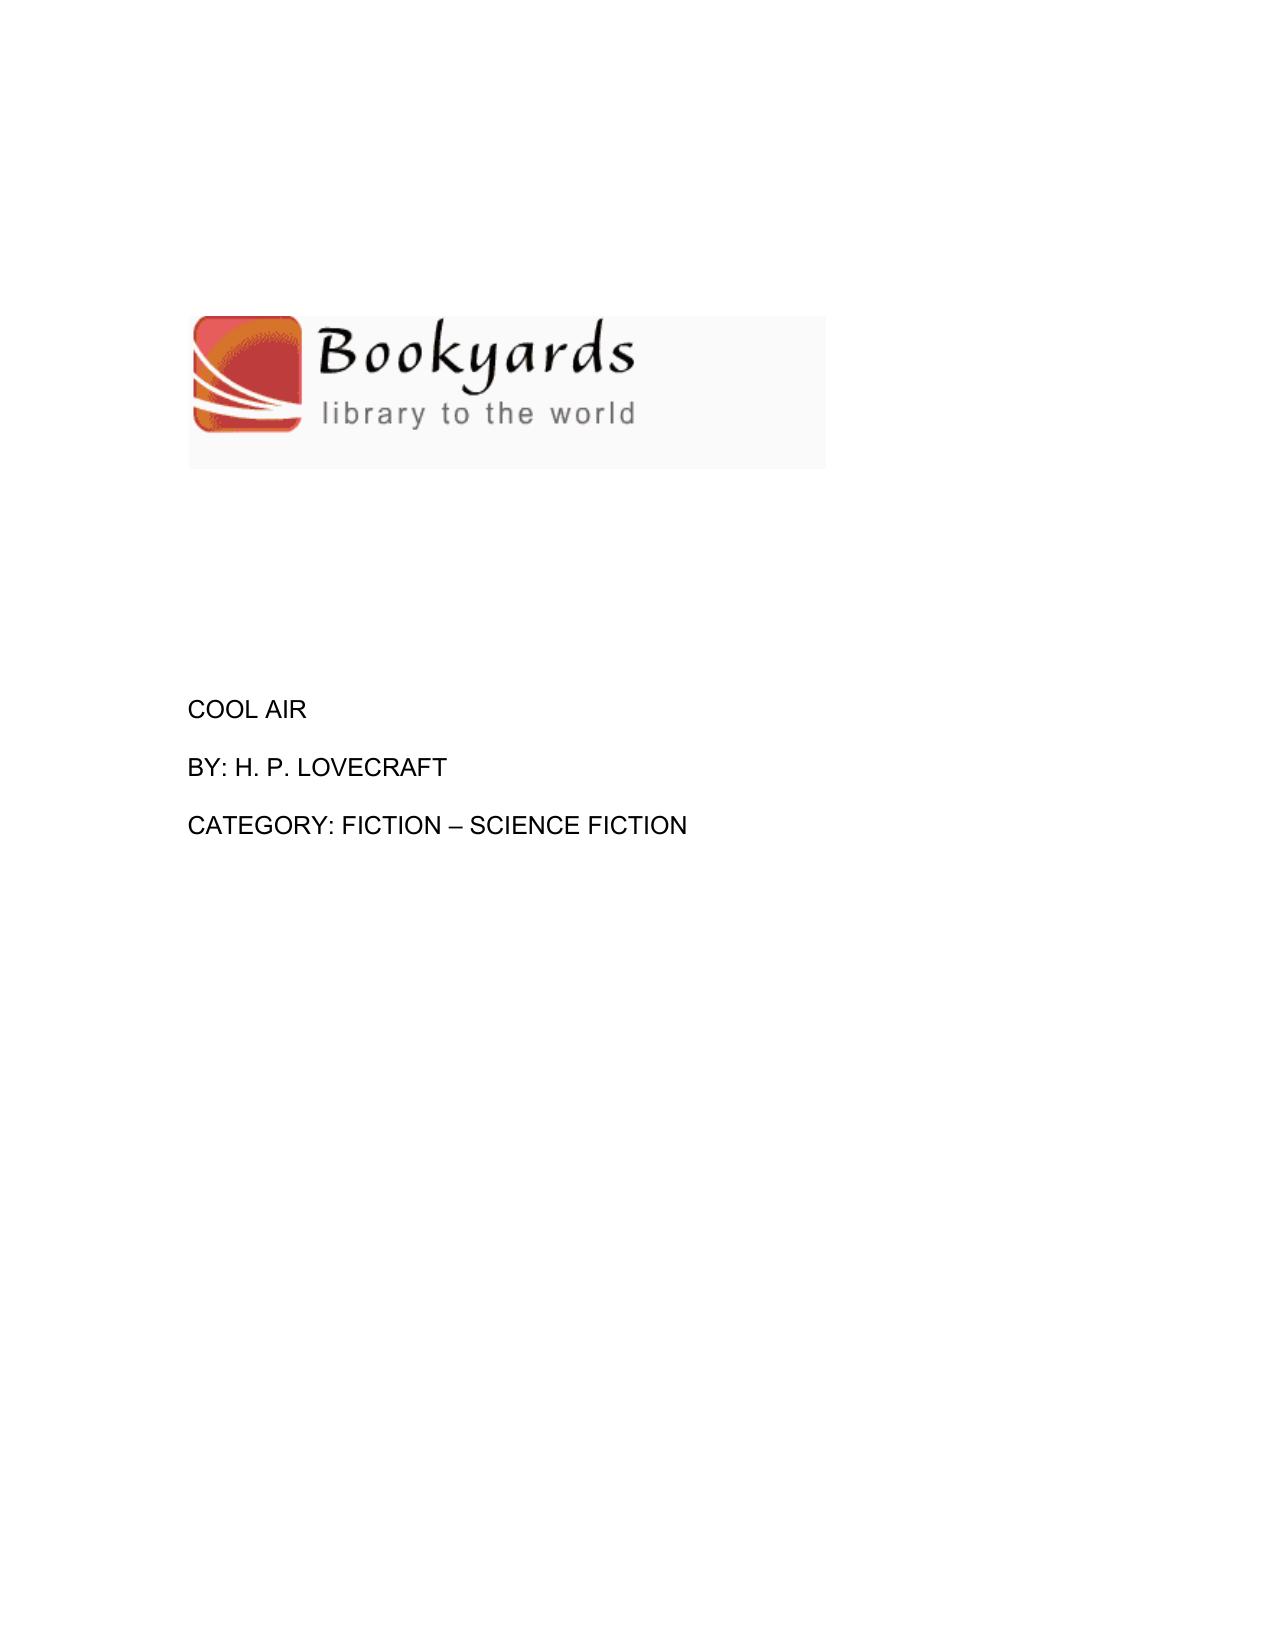 Bookyards
library to the world
COOL AIR
BY: H. P. LOVECRAFT
CATEGORY: FICTION – SCIENCE FICTION